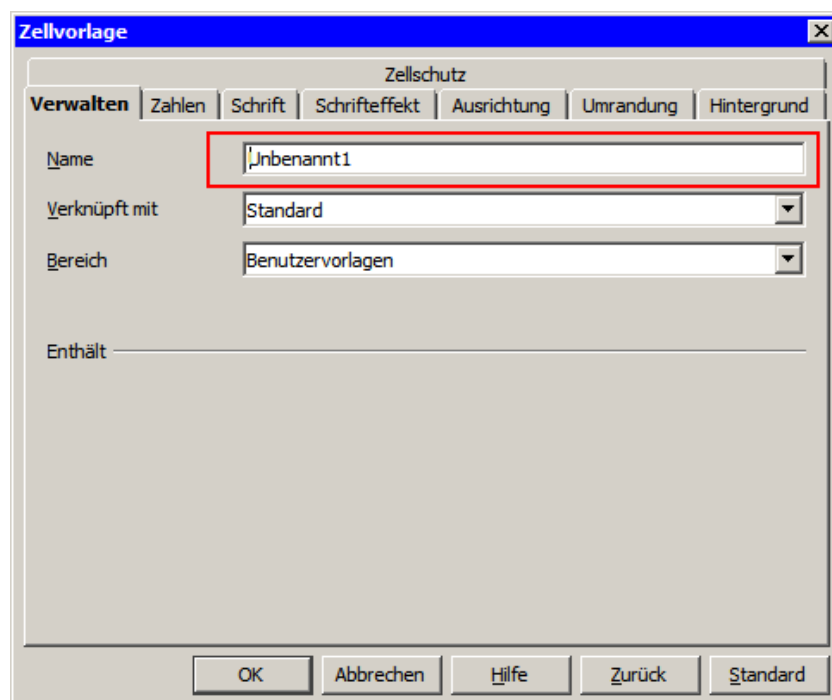 Zellvorlage
Zellschutz
Verwalten Zahlen Schrift Schrifteffekt Ausrichtung Umrandung Hintergrund
Name Unbenannt1
Verknüpft mit Standard
Bereich Benutzervorlagen
Enthält
OK Abbrechen Hilfe Zurück Standard